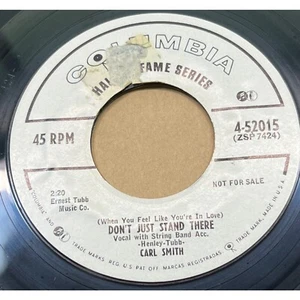 COLUMBIA
HALL FAME SERIES
45 RPM
4-52015
(ZSP 7424)
2:20
Ernest Tubb
Music Co.
NOT FOR SALE
(When You Feel Like You're In Love)
DON'T JUST STAND THERE
Vocal with String Band Acc.
-Henley-Tubb-
CARL SMITH